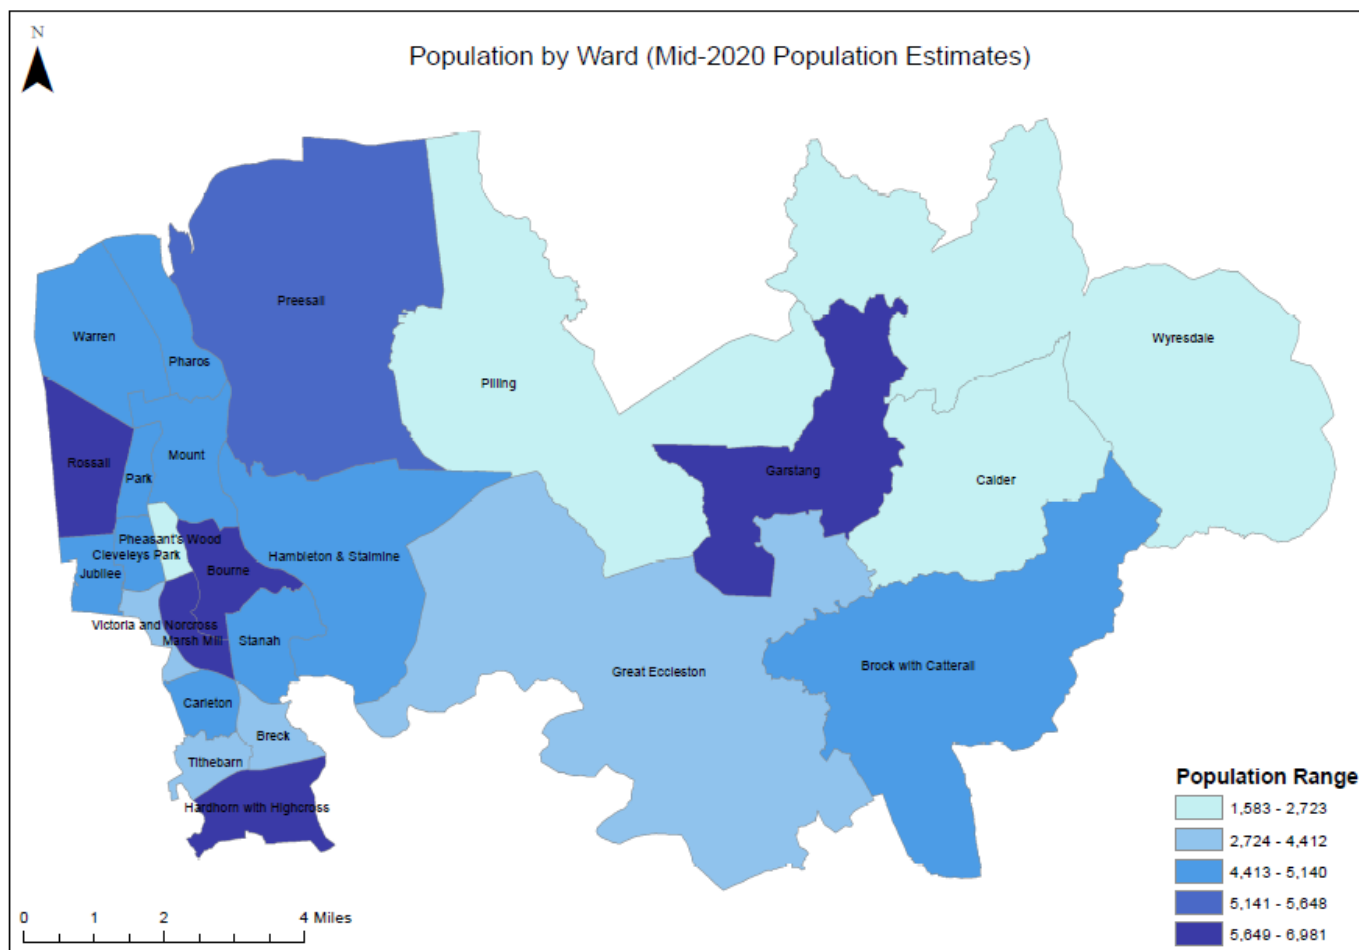 N
Population by Ward (Mid-2020 Population Estimates)
Preesall
Warren
Wyresdale
Pharos
Pilling
Mount
Rossall
Garstang
Park
Calder
Pheasant's Wood
Cleveleys Park
Hambleton & Stalmine
Jubilee
Bourne
Victoria and Norcross
Marsh Mill
Stanah
Brock with Catterall
Great Eccleston
Carleton
Breck
Tithebarn
Hardhorn with Highcross
Population Range
1,583 - 2,723
2,724 - 4,412
4,413 - 5,140
5,141 - 5,648
5,649 - 6,981
0 1 2 4 Miles